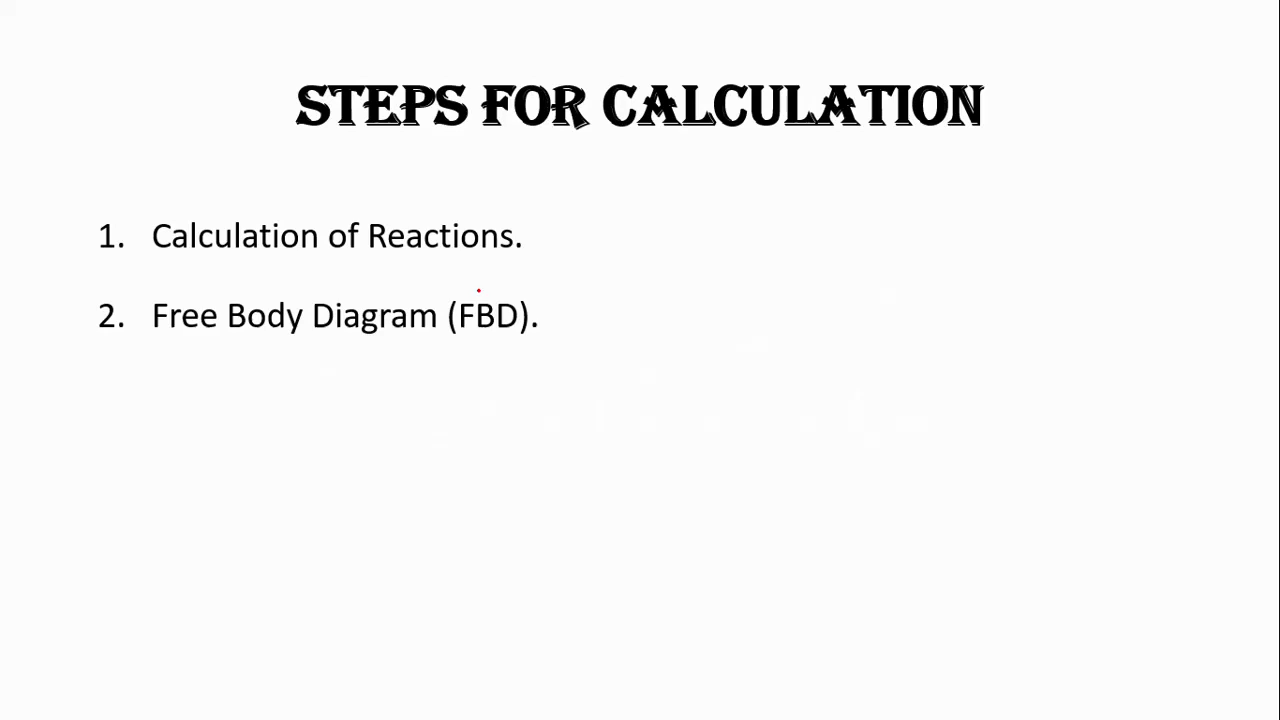 STEPS FOR CALCULATION
1. Calculation of Reactions.
2. Free Body Diagram (FBD).